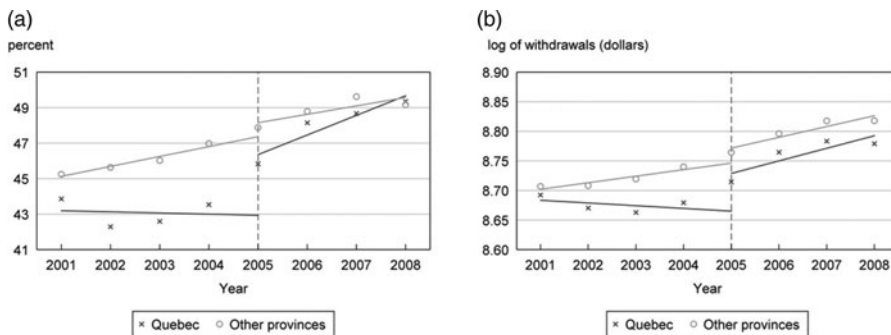 (a)
percent
51
49
47
45
43
41
2001 2002 2003 2004 2005 2006 2007 2008
Year
× Quebec ○ Other provinces
(b)
log of withdrawals (dollars)
8.90
8.85
8.80
8.75
8.70
8.65
8.60
2001 2002 2003 2004 2005 2006 2007 2008
Year
× Quebec ○ Other provinces